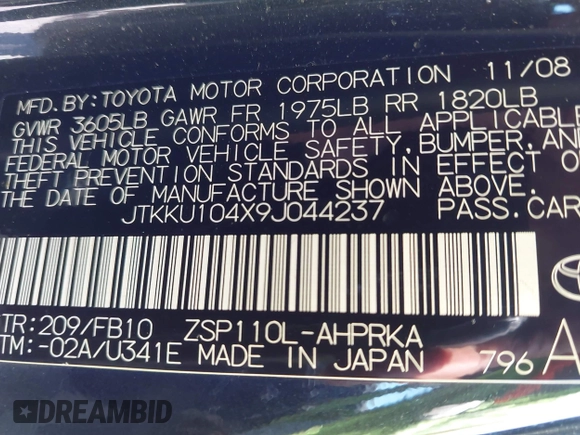 MFD.BY:TOYOTA MOTOR CORPORATION 11/08
GVWR 3605LB GAWR FR 1975LB RR 1820LB
THIS VEHICLE CONFORMS TO ALL APPLICABLE
FEDERAL MOTOR VEHICLE SAFETY, BUMPER, AND
THEFT PREVENTION STANDARDS IN EFFECT O
THE DATE OF MANUFACTURE SHOWN ABOVE.
JTKKU104X9J044237 PASS.CAR
TR:209/FB10 ZSP110L-AHPRKA
TM:-02A/U341E MADE IN JAPAN 796 A
DREAMBID